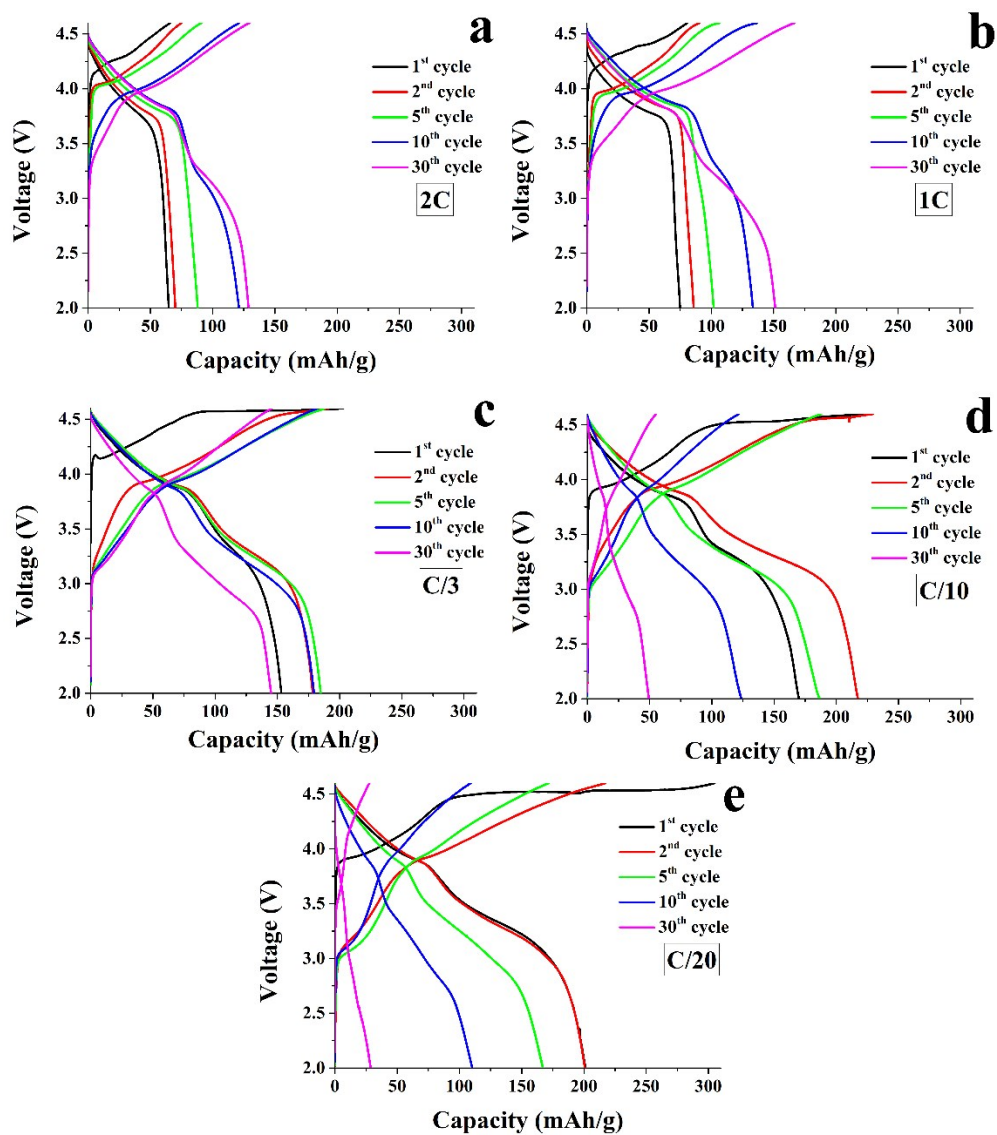 a
4.5
4.0
3.5
3.0
2.5
2.0
Voltage (V)
1st cycle
2nd cycle
5th cycle
10th cycle
30th cycle
2C
0 50 100 150 200 250 300
Capacity (mAh/g)
b
4.5
4.0
3.5
3.0
2.5
2.0
Voltage (V)
1st cycle
2nd cycle
5th cycle
10th cycle
30th cycle
1C
0 50 100 150 200 250 300
Capacity (mAh/g)
c
4.5
4.0
3.5
3.0
2.5
2.0
Voltage (V)
1st cycle
2nd cycle
5th cycle
10th cycle
30th cycle
C/3
0 50 100 150 200 250 300
Capacity (mAh/g)
d
4.5
4.0
3.5
3.0
2.5
2.0
Voltage (V)
1st cycle
2nd cycle
5th cycle
10th cycle
30th cycle
C/10
0 50 100 150 200 250 300
Capacity (mAh/g)
e
4.5
4.0
3.5
3.0
2.5
2.0
Voltage (V)
1st cycle
2nd cycle
5th cycle
10th cycle
30th cycle
C/20
0 50 100 150 200 250 300
Capacity (mAh/g)